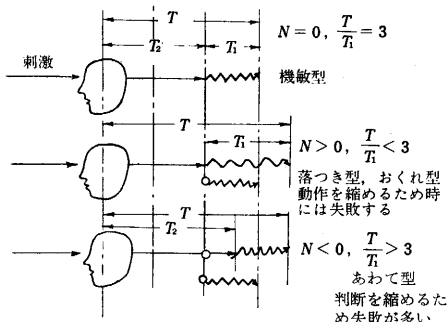 T
T₂
T₁
N=0, T/T₁=3
刺激
機敏型
T
T₁
N>0, T/T₁<3
落つき型，おくれ型
動作を縮めるため時
には失敗する
T
T₂
N<0, T/T₁>3
あわて型
判断を縮めるた
め失敗が多い